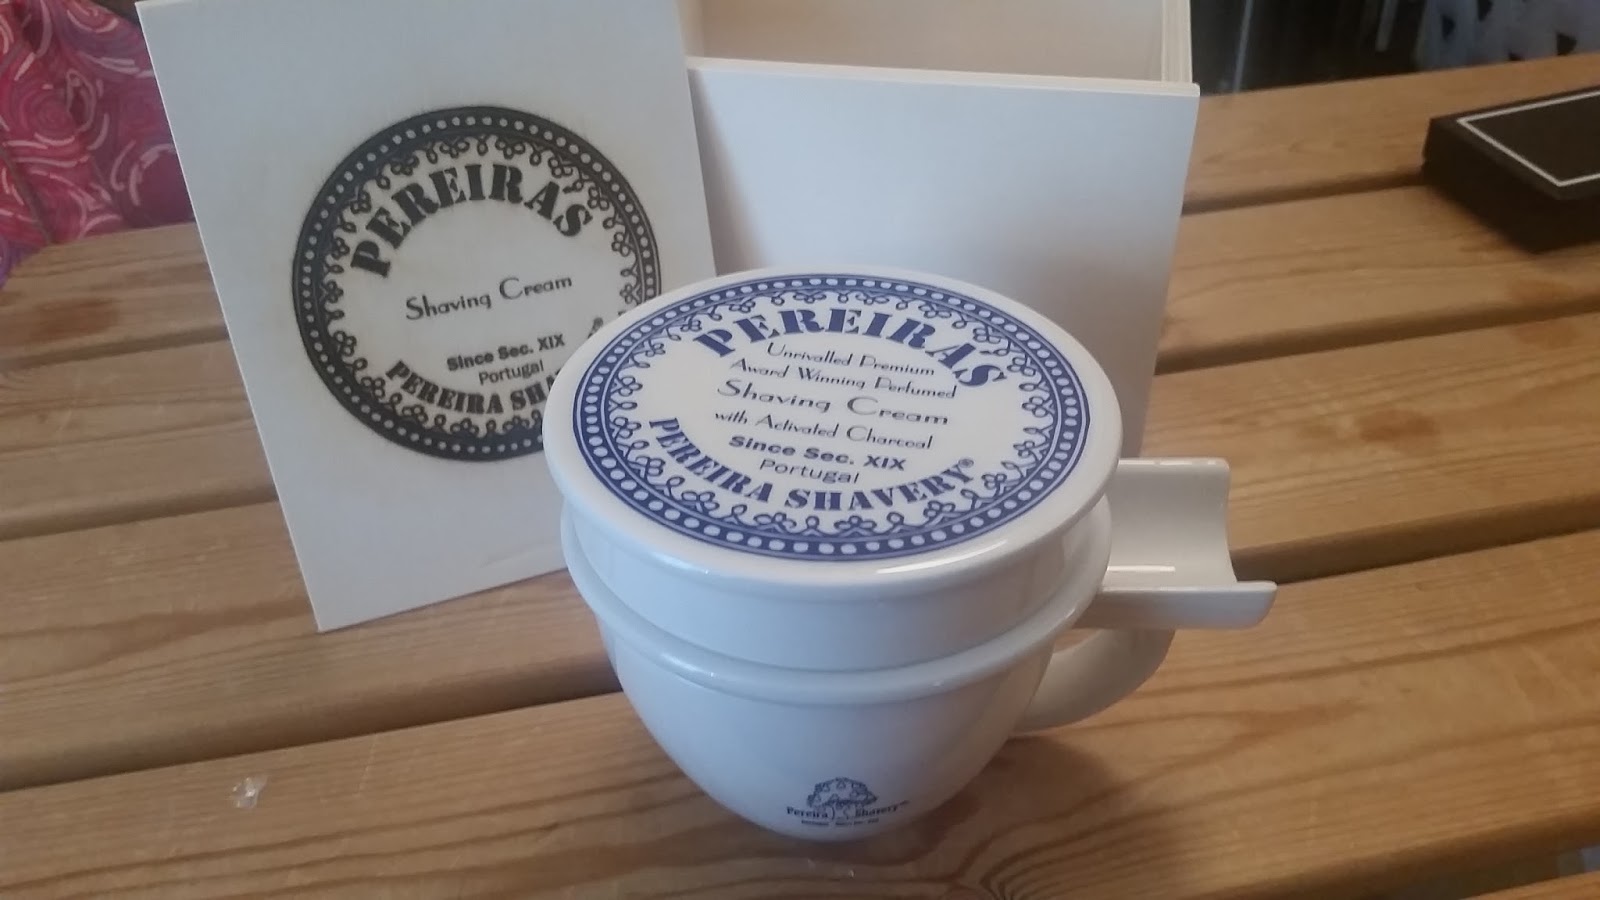 PEREIRA'S
Shaving Cream
Since Sec. XIX
Portugal
PEREIRA SHA
PEREIRA'S
Unrivalled Premium
Award Winning Perfumed
Shaving Cream
with Activated Charcoal
Since Sec. XIX
Portugal
PEREIRA SHAVERY®
Pereira Shavery